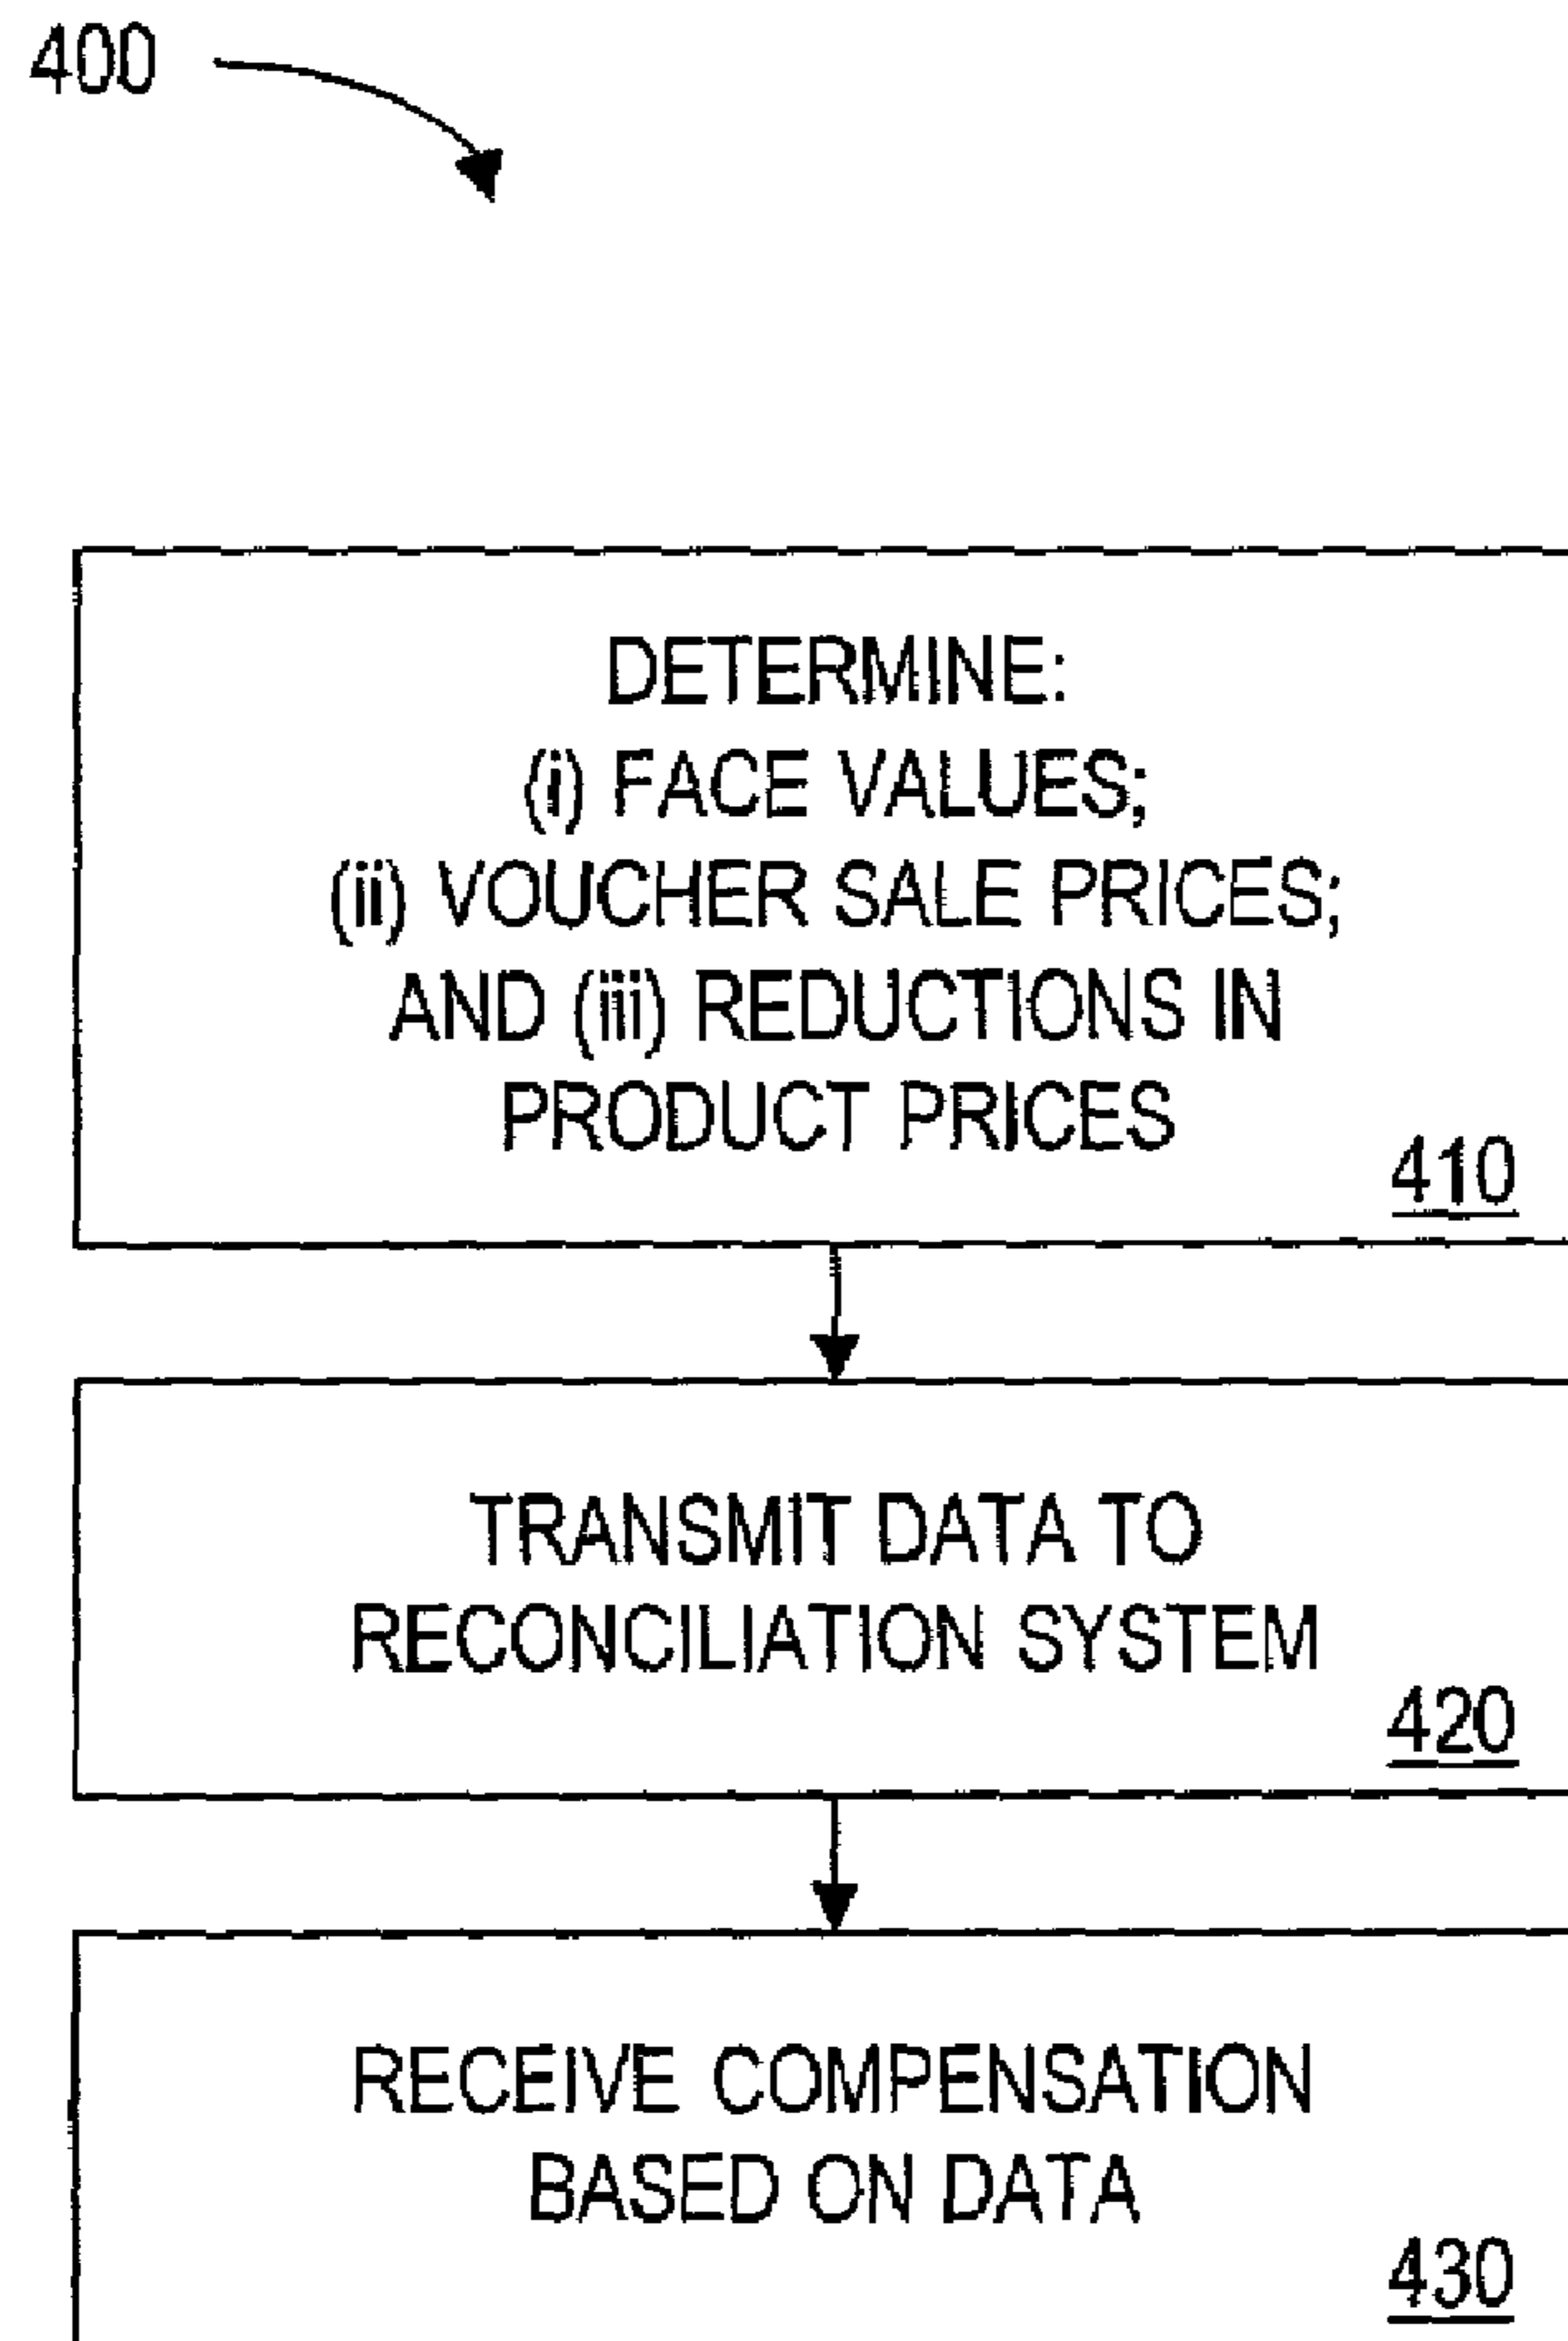 400
DETERMINE:
(i) FACE VALUES;
(ii) VOUCHER SALE PRICES;
AND (iii) REDUCTIONS IN
PRODUCT PRICES
410
TRANSMIT DATA TO
RECONCILIATION SYSTEM
420
RECEIVE COMPENSATION
BASED ON DATA
430